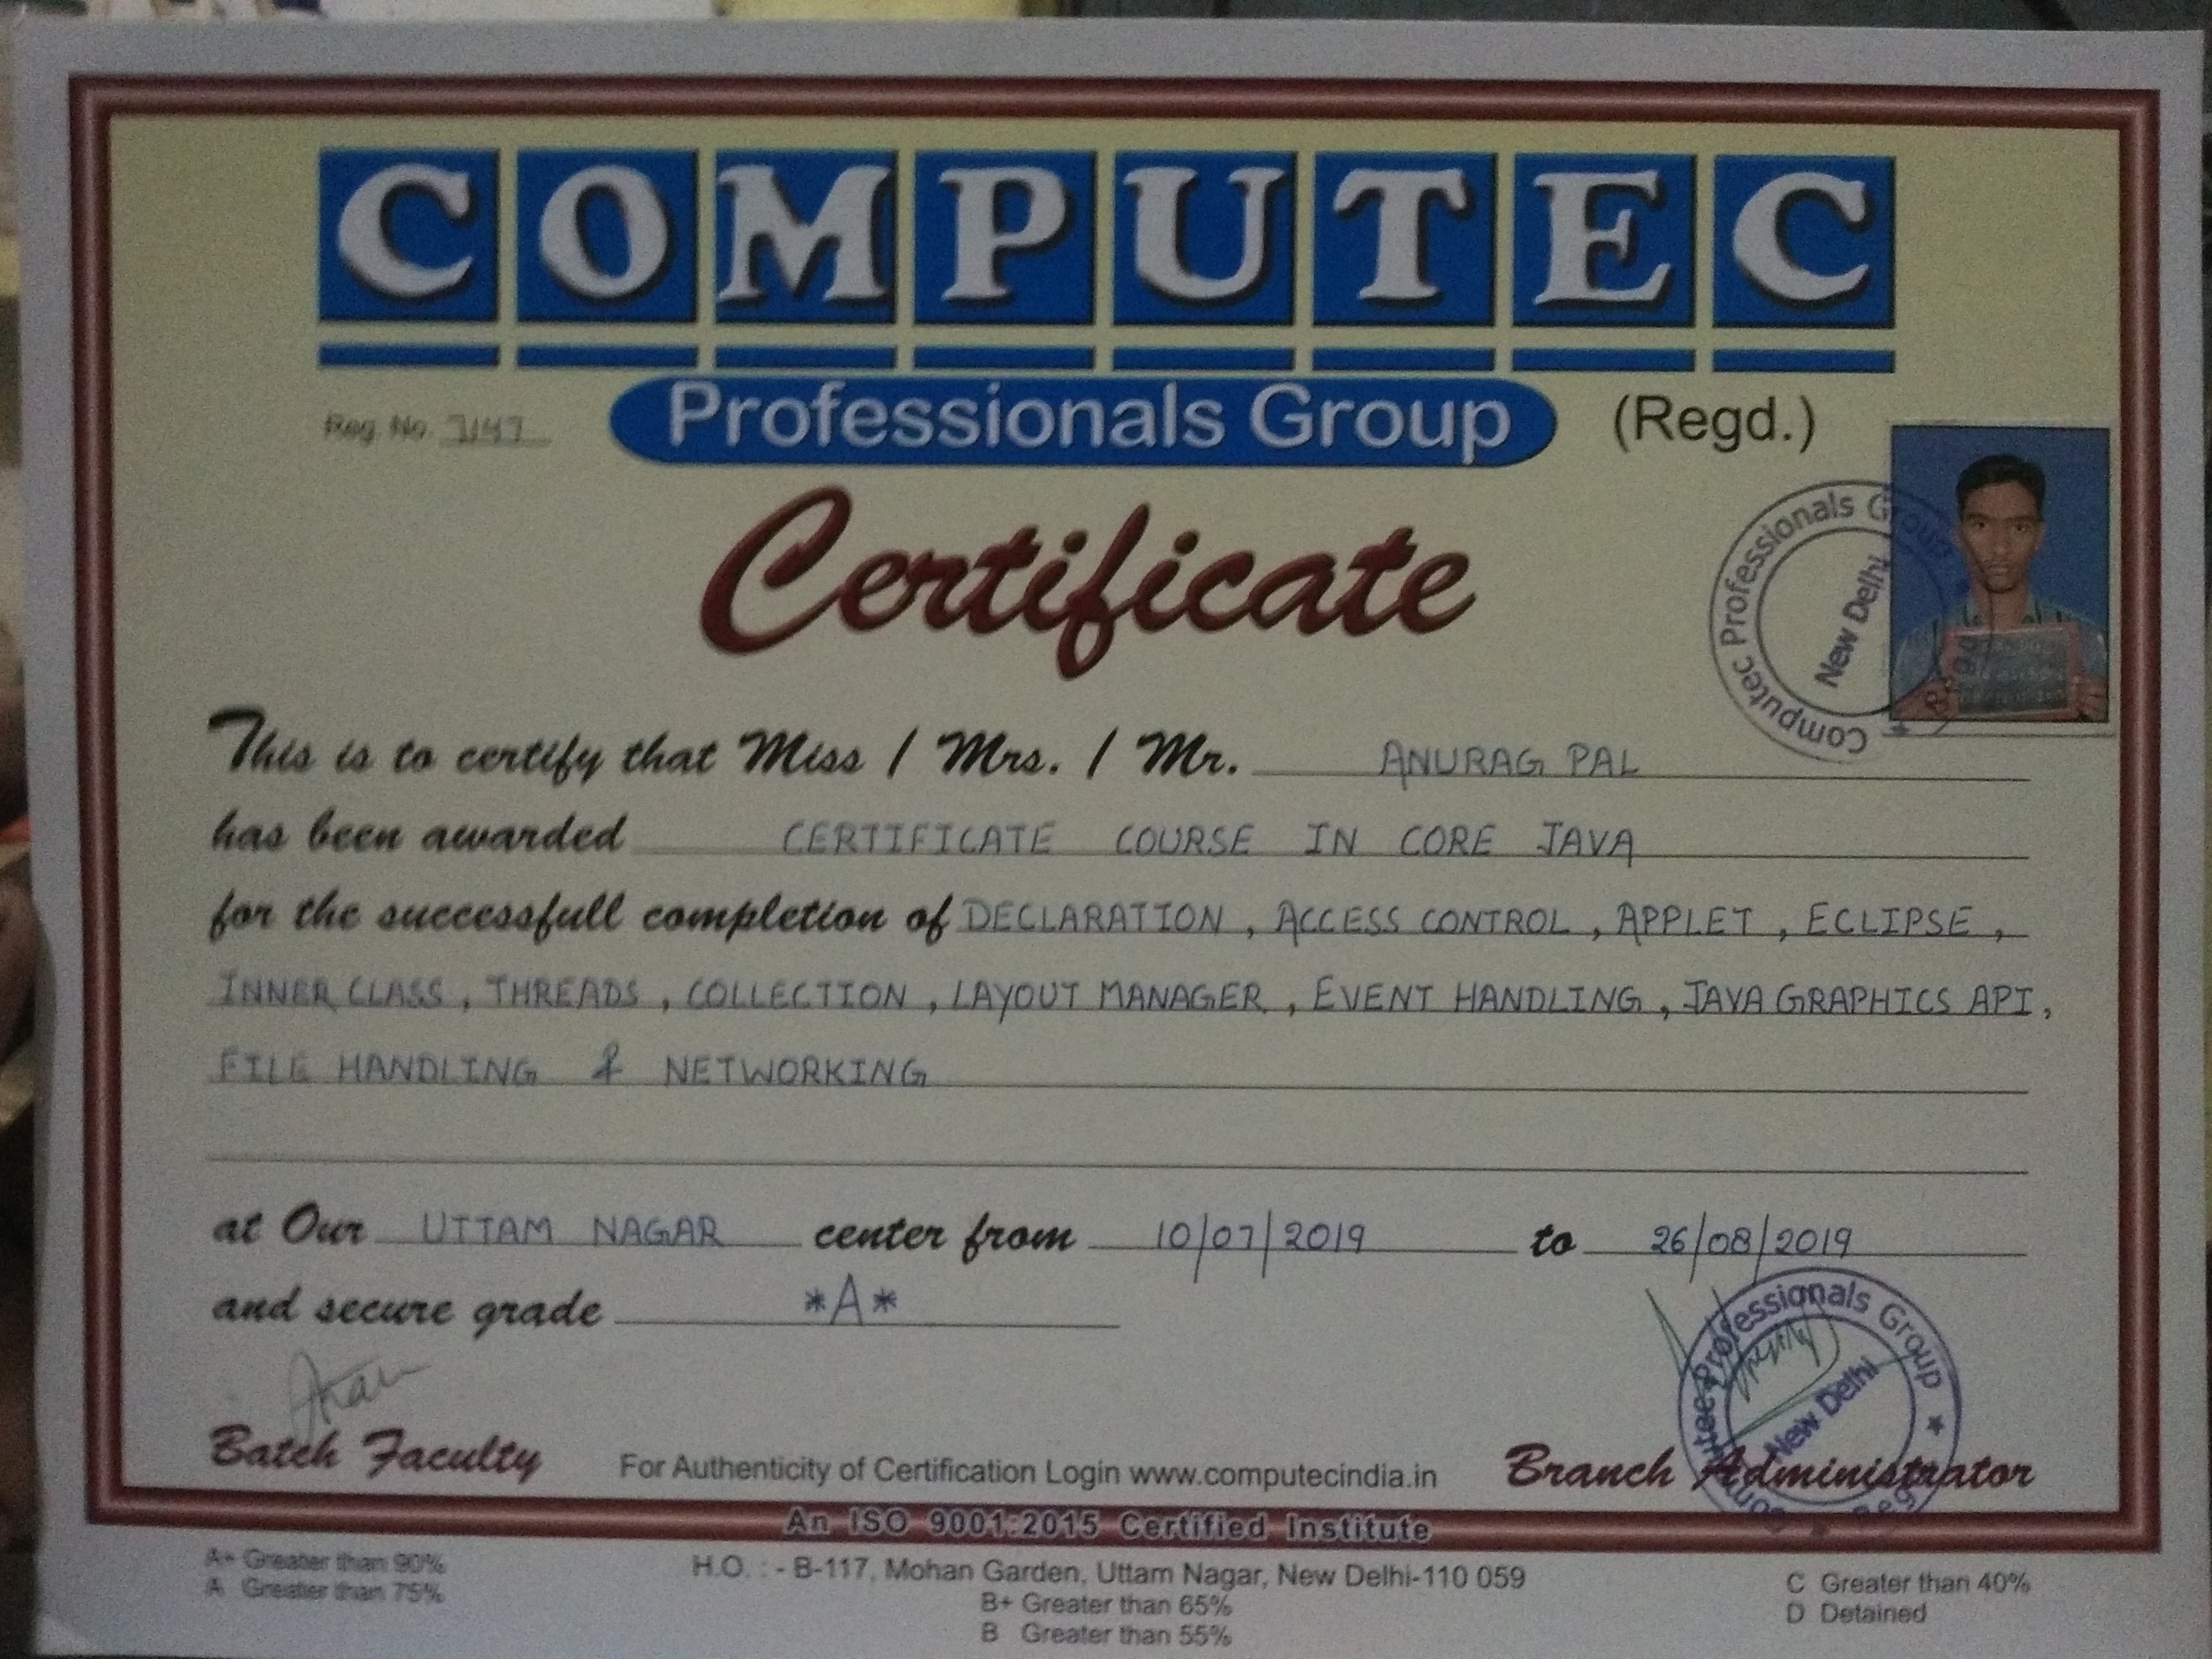 COMPUTEC
Professionals Group (Regd.)
Reg. No. 7147
Certificate
Computec Professionals Group New Delhi
This is to certify that Miss / Mrs. / Mr. ANURAG PAL
has been awarded CERTIFICATE COURSE IN CORE JAVA
for the successfull completion of DECLARATION, ACCESS CONTROL, APPLET, ECLIPSE,
INNER CLASS, THREADS, COLLECTION, LAYOUT MANAGER, EVENT HANDLING, JAVA GRAPHICS API,
FILE HANDLING & NETWORKING
at Our UTTAM NAGAR center from 10/07/2019 to 26/08/2019
and secure grade *A*
Professionals Group New Delhi
Batch Faculty For Authenticity of Certification Login www.computecindia.in Branch Administrator
An ISO 9001:2015 Certified Institute
A+ Greater than 90%
A Greater than 75%
H.O. : - B-117, Mohan Garden, Uttam Nagar, New Delhi-110 059
B+ Greater than 65%
B Greater than 55%
C Greater than 40%
D Detained